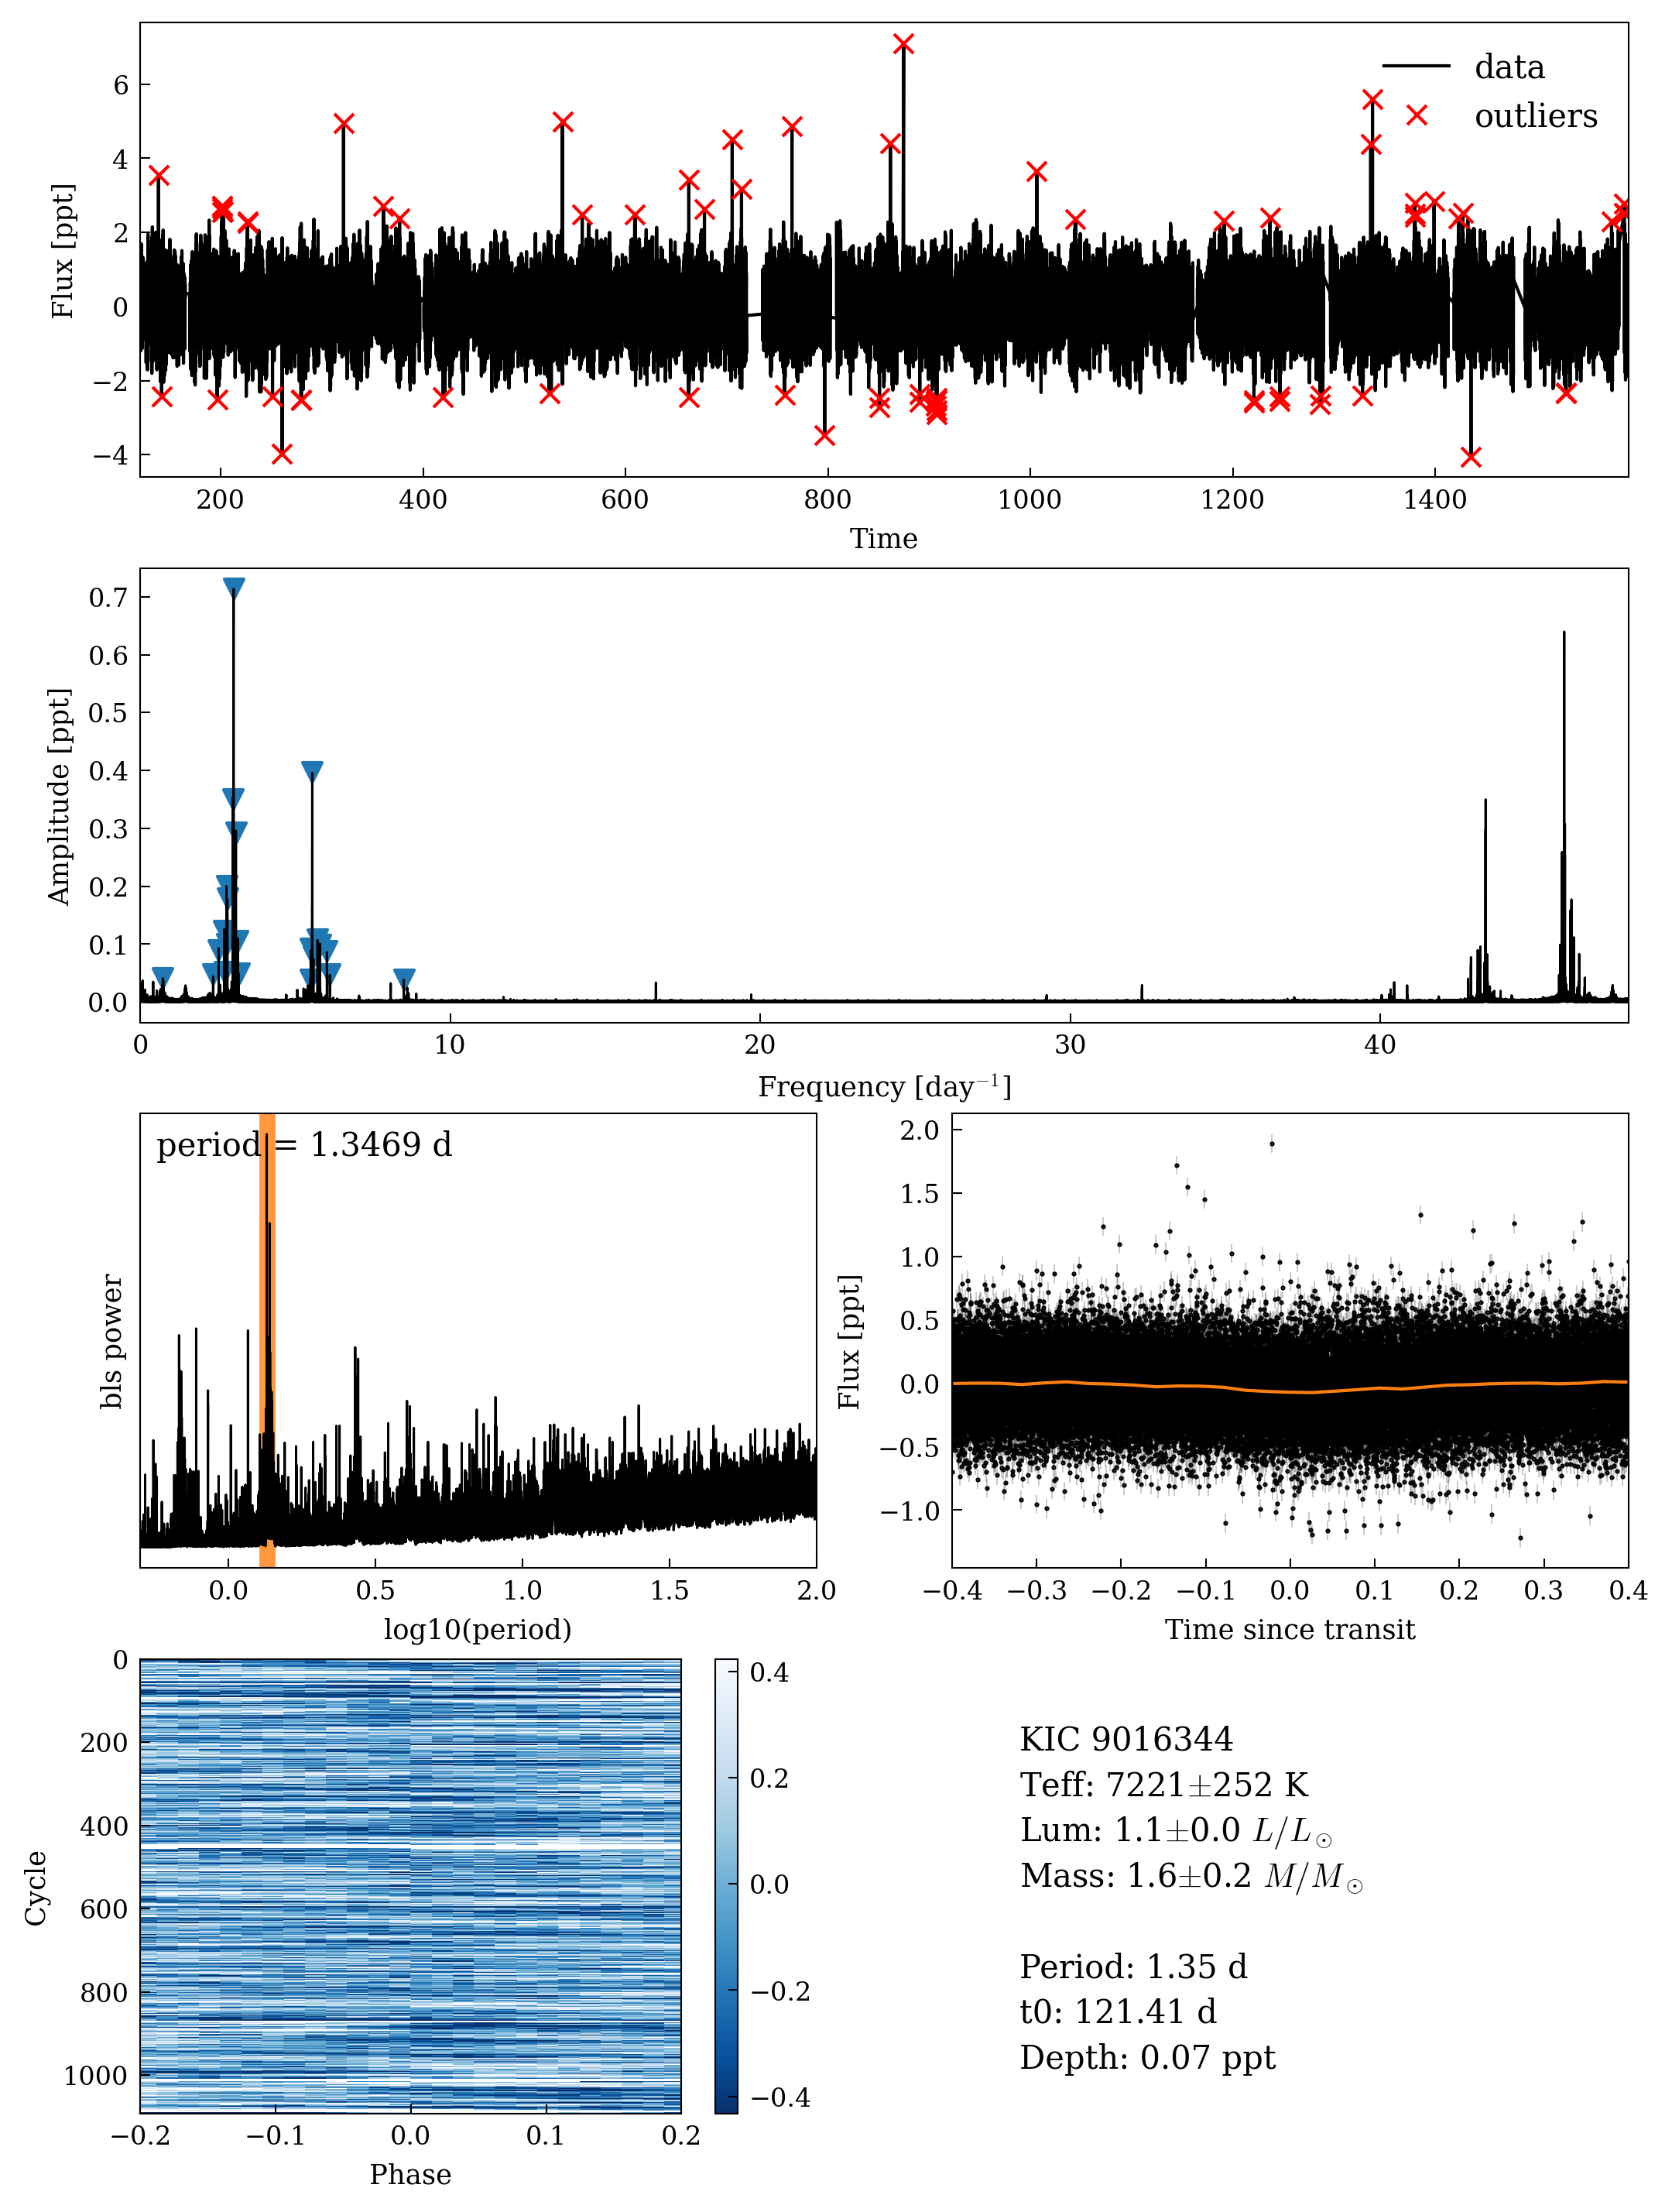 data
outliers
6
4
2
0
−2
−4
Flux [ppt]
200 400 600 800 1000 1200 1400
Time
0.7
0.6
0.5
0.4
0.3
0.2
0.1
0.0
Amplitude [ppt]
0 10 20 30 40
Frequency [day⁻¹]
period = 1.3469 d
bls power
0.0 0.5 1.0 1.5 2.0
log10(period)
2.0
1.5
1.0
0.5
0.0
−0.5
−1.0
Flux [ppt]
−0.4 −0.3 −0.2 −0.1 0.0 0.1 0.2 0.3 0.4
Time since transit
0
200
400
600
800
1000
Cycle
−0.2 −0.1 0.0 0.1 0.2
Phase
0.4
0.2
0.0
−0.2
−0.4
KIC 9016344
Teff: 7221±252 K
Lum: 1.1±0.0 L/L⊙
Mass: 1.6±0.2 M/M⊙
Period: 1.35 d
t0: 121.41 d
Depth: 0.07 ppt